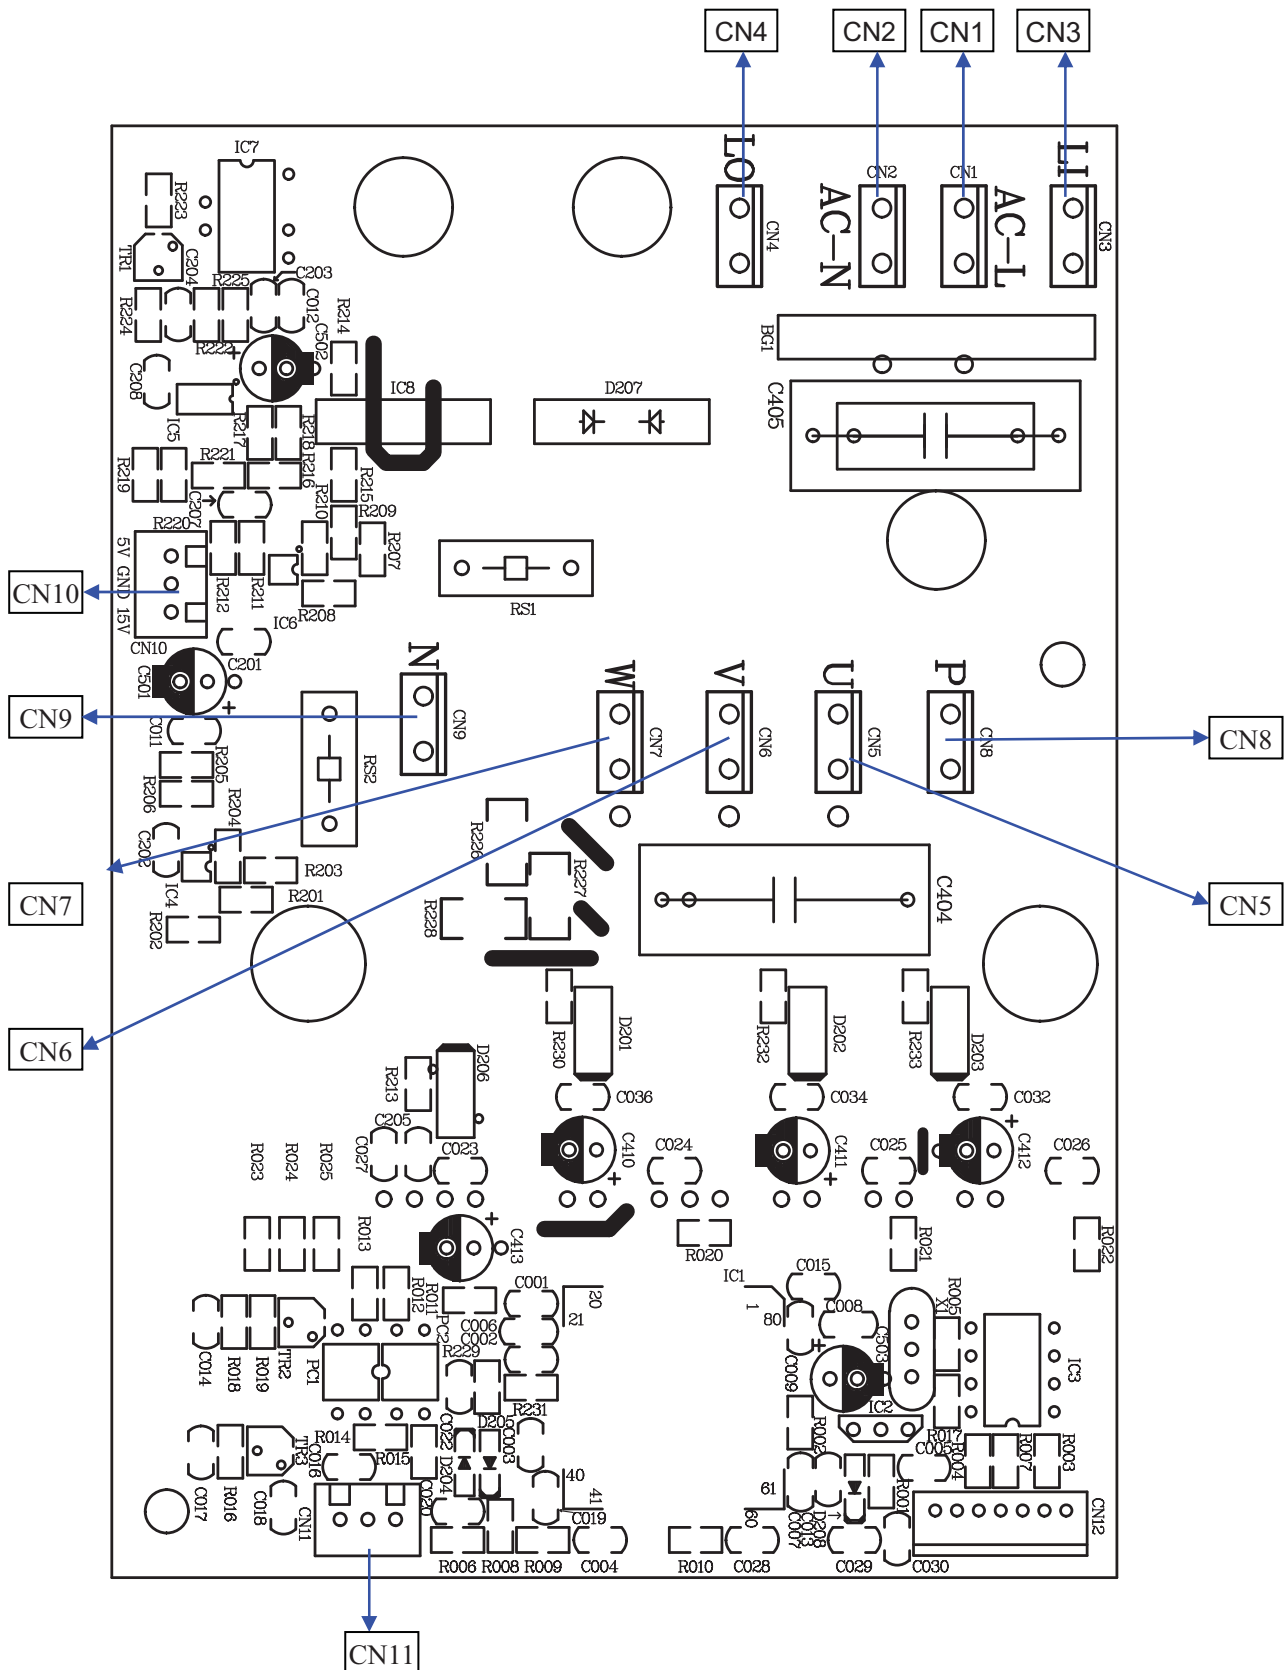 CN4 CN2 CN1 CN3
IC7
LO
CN2
CN1
LI
R223
AC-N
AC-L
CN4
CN3
TR1
C204
R225
C203
C012
R224
R222
C502
R214
BG1
C208
IC8
D207
C405
IC5
R217
R218
R219
R221
R216
R215
C207
R210
R209
R220
R207
5V GND 15V
CN10
R212
R211
R208
RS1
IC6
CN10
C201
C501
N
W
V
U
P
CN9
CN9
CN7
CN6
CN5
CN8
CN8
C011
R205
RS2
R206
R204
R226
C202
R203
R227
IC4
C404
CN7
R201
CN5
R202
R228
CN6
R230
D201
R232
D202
R233
D203
D206
R213
C036
C034
C032
C205
C027
C023
C410
C024
C411
C025
C412
C026
R023
R024
R025
R013
C413
R020
R021
R022
IC1
C015
R012
R011
C001
20
21
1
80
C008
X1
R005
PC2
C006
C002
C503
C014
R018
R019
TR2
PC1
R229
C009
IC3
R231
IC2
R014
C022
D205
C003
R002
R017
TR3
C016
R015
C005
R004
R007
R003
D204
40
61
R001
C017
R016
C018
CN11
C020
41
C019
60
C007
C013
D208
CN12
R006
R008
R009
C004
R010
C028
C029
C030
CN11